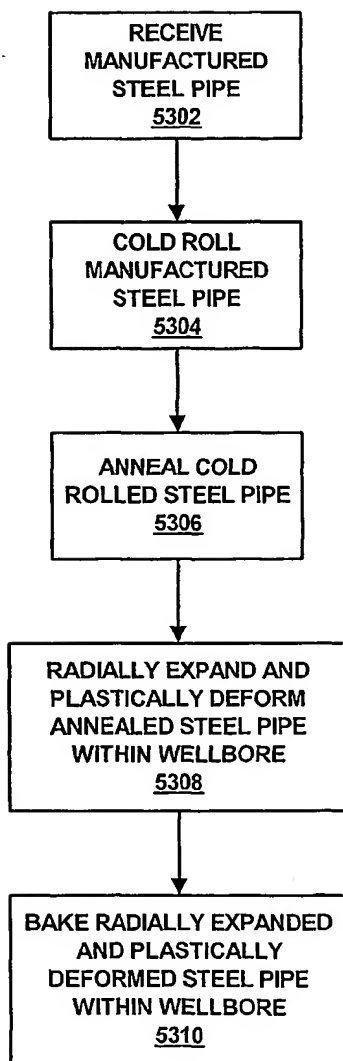 RECEIVE
MANUFACTURED
STEEL PIPE
5302
COLD ROLL
MANUFACTURED
STEEL PIPE
5304
ANNEAL COLD
ROLLED STEEL PIPE
5306
RADIALLY EXPAND AND
PLASTICALLY DEFORM
ANNEALED STEEL PIPE
WITHIN WELLBORE
5308
BAKE RADIALLY EXPANDED
AND PLASTICALLY
DEFORMED STEEL PIPE
WITHIN WELLBORE
5310